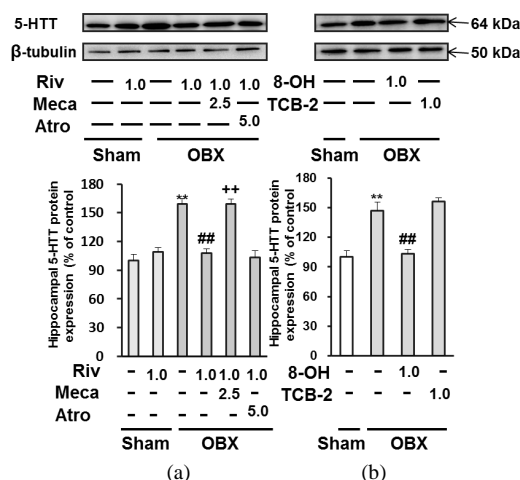 5-HTT
64 kDa
β-tubulin
50 kDa
Riv – 1.0 – 1.0 1.0 1.0
8-OH – – 1.0 –
Meca – – – – 2.5 –
TCB-2 – – – 1.0
Atro – – – – – 5.0
Sham OBX
Sham OBX
Hippocampal 5-HTT protein
expression (% of control)
180
150
120
90
60
30
0
** ## ++
Hippocampal 5-HTT protein
expression (% of control)
180
150
120
90
60
30
0
** ##
Riv - 1.0 - 1.0 1.0 1.0
Meca - - - - 2.5 -
Atro - - - - - 5.0
Sham OBX
8-OH - - 1.0 -
TCB-2 - - - 1.0
Sham OBX
(a) (b)